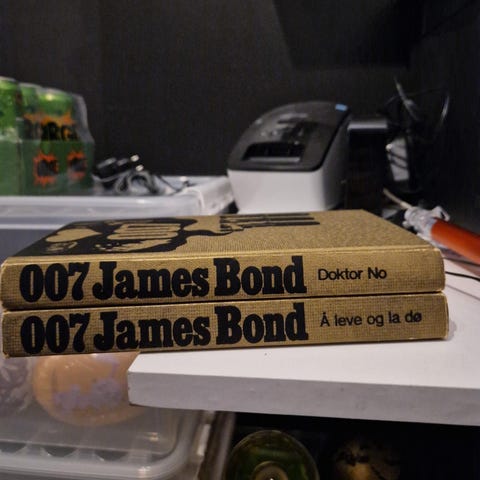 007 James Bond Doktor No
007 James Bond Å leve og la dø